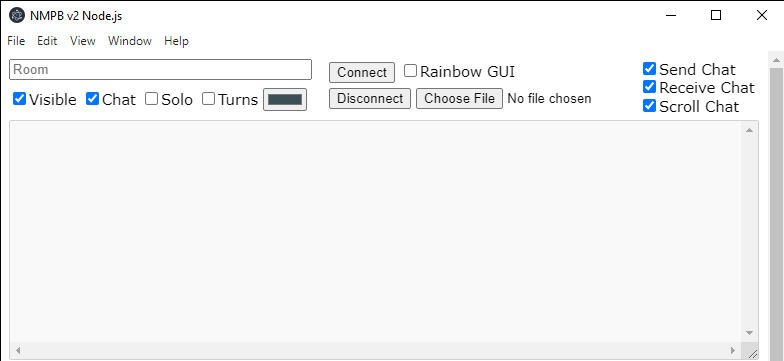 NMPB v2 Node.js
File Edit View Window Help
Room
Connect Rainbow GUI
Send Chat
Receive Chat
Scroll Chat
Visible Chat Solo Turns
Disconnect Choose File No file chosen